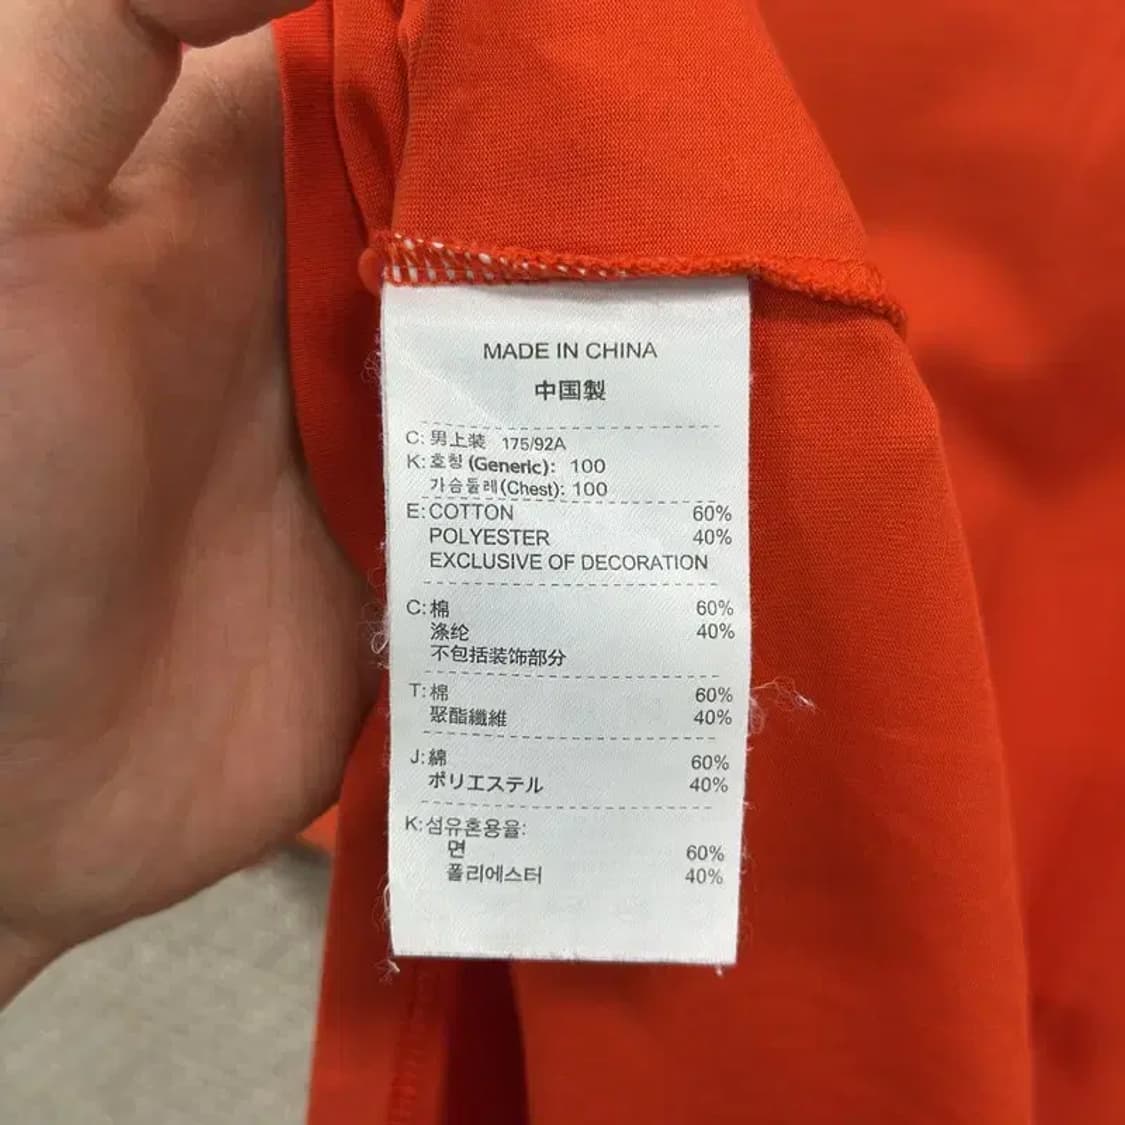 MADE IN CHINA
中国製
C: 男上装 175/92A
K: 호칭 (Generic): 100
가슴둘레(Chest): 100
E: COTTON 60%
POLYESTER 40%
EXCLUSIVE OF DECORATION
C: 棉 60%
涤纶 40%
不包括装饰部分
T: 棉 60%
聚酯纖維 40%
J: 綿 60%
ポリエステル 40%
K: 섬유혼용율:
면 60%
폴리에스터 40%